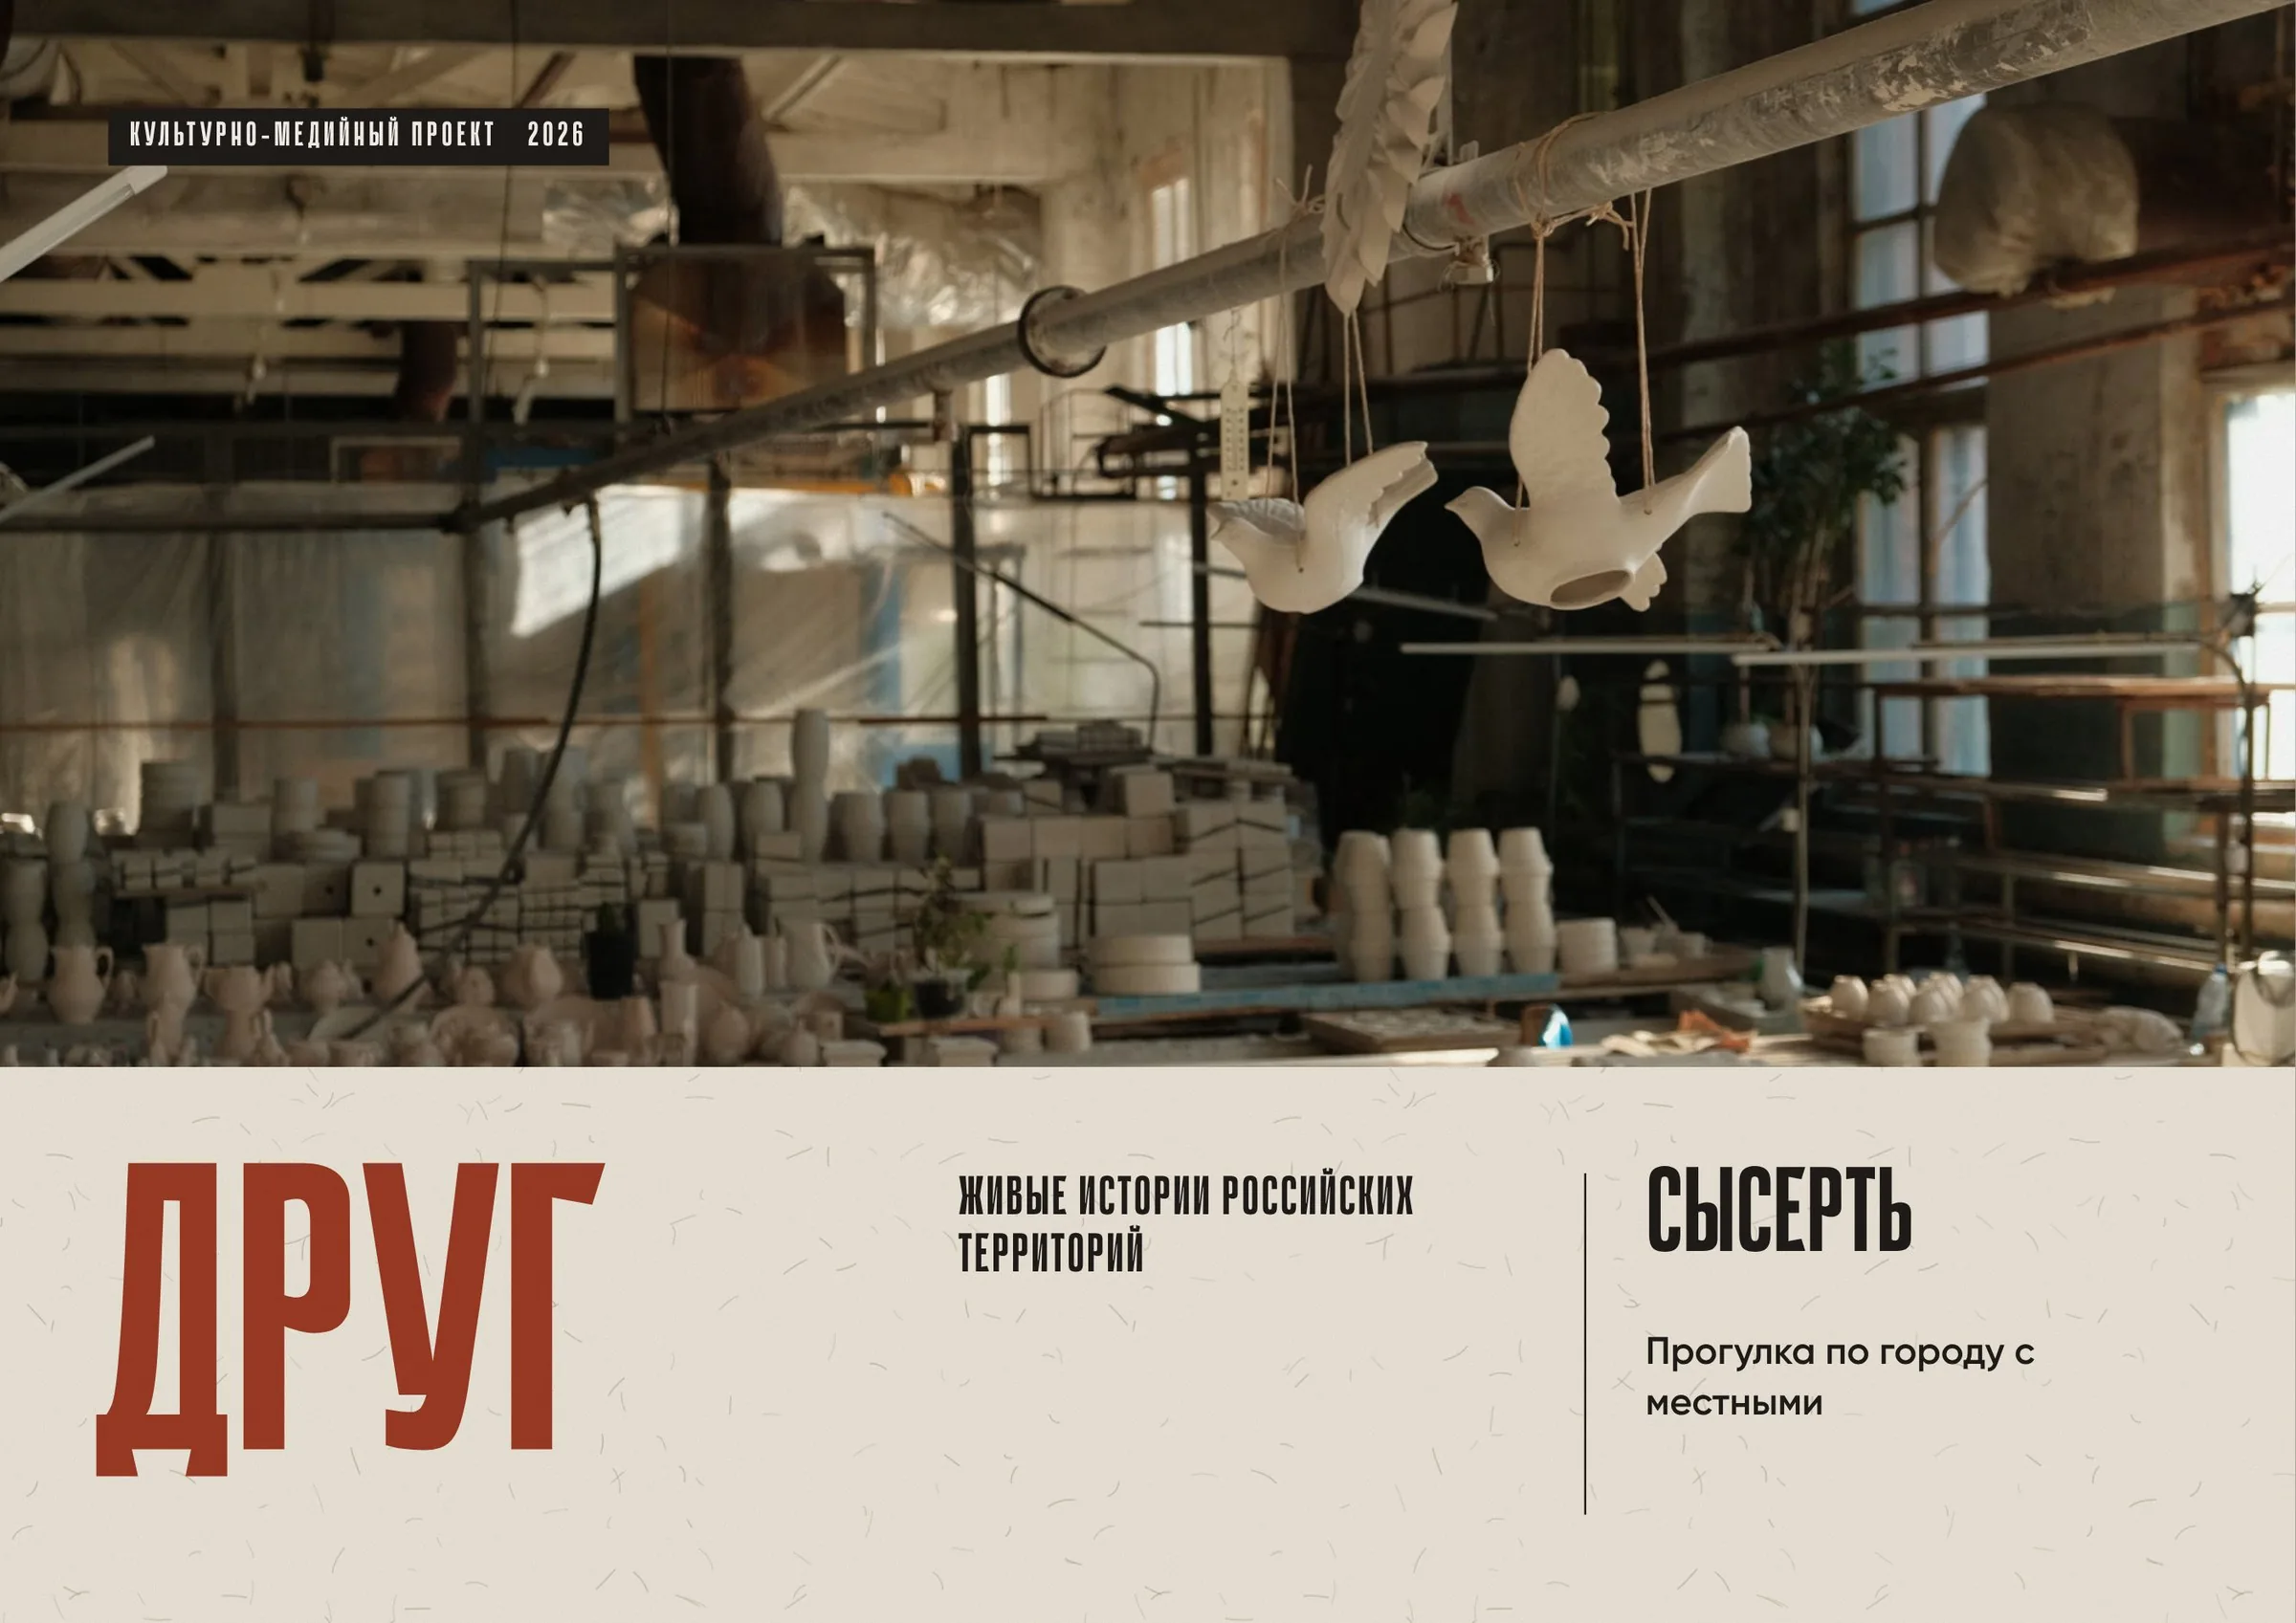 КУЛЬТУРНО-МЕДИЙНЫЙ ПРОЕКТ 2026
ДРУГ
ЖИВЫЕ ИСТОРИИ РОССИЙСКИХ
ТЕРРИТОРИЙ
СЫСЕРТЬ
Прогулка по городу с
местными